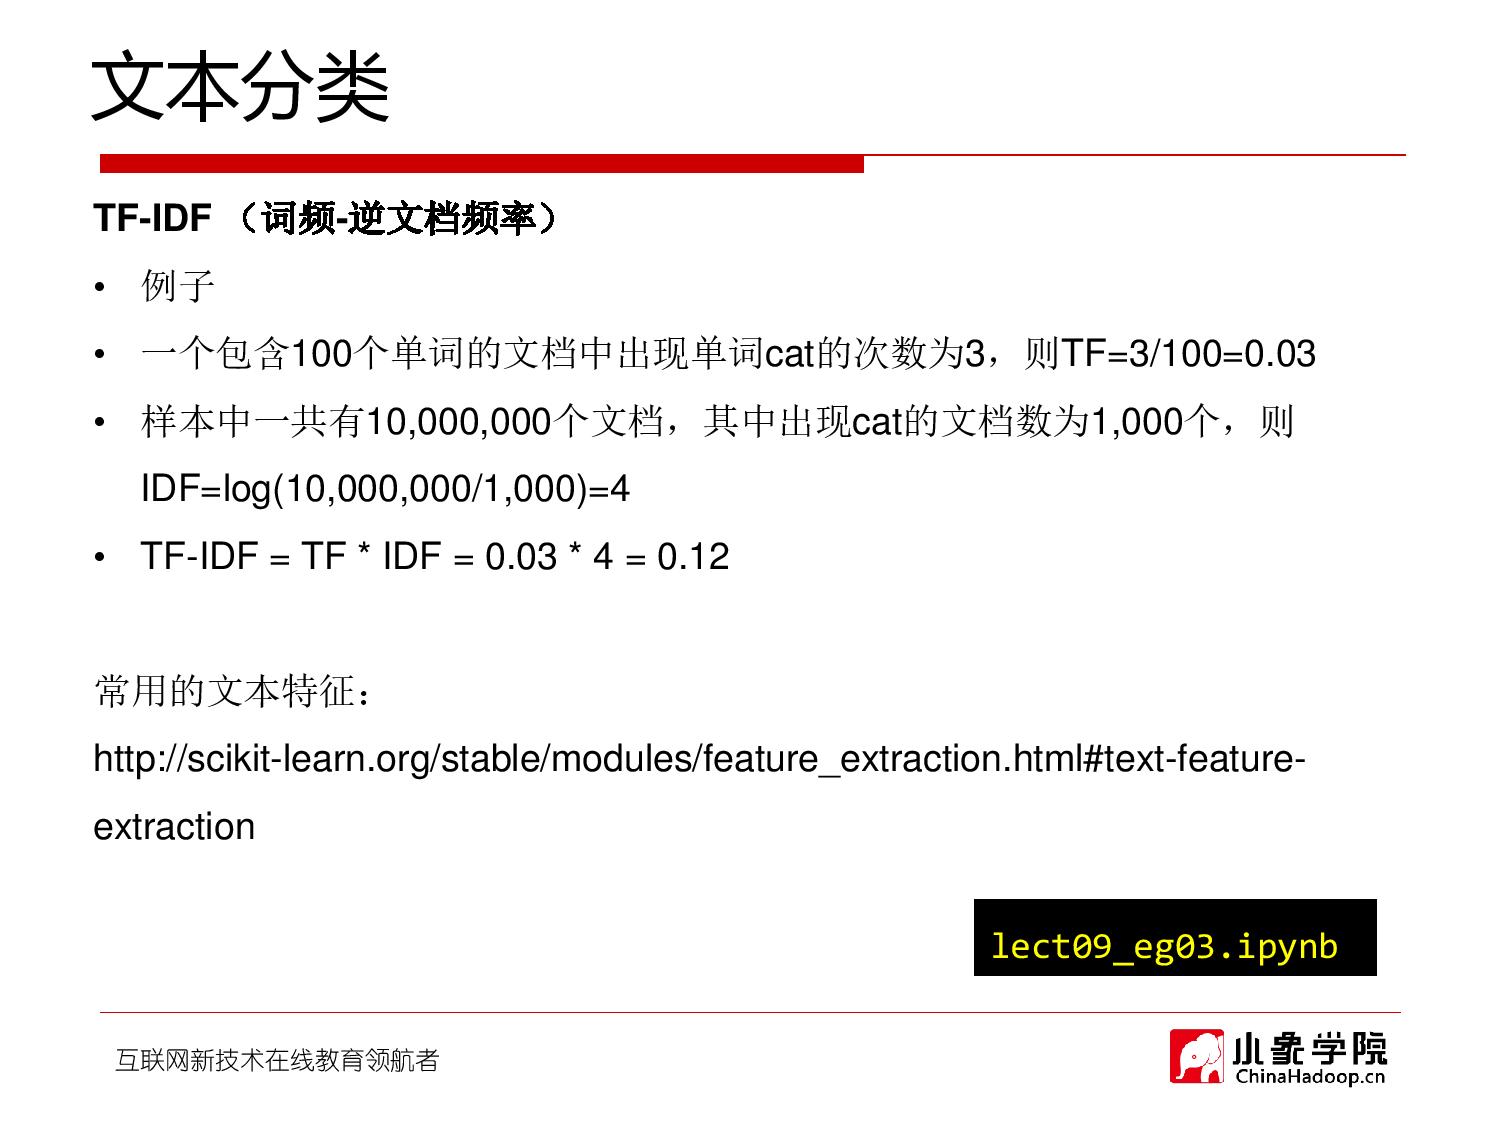 文本分类
TF-IDF （词频-逆文档频率）
• 例子
• 一个包含100个单词的文档中出现单词cat的次数为3，则TF=3/100=0.03
• 样本中一共有10,000,000个文档，其中出现cat的文档数为1,000个，则
IDF=log(10,000,000/1,000)=4
• TF-IDF = TF * IDF = 0.03 * 4 = 0.12
常用的文本特征：
http://scikit-learn.org/stable/modules/feature_extraction.html#text-feature-
extraction
lect09_eg03.ipynb
互联网新技术在线教育领航者
小象学院
ChinaHadoop.cn